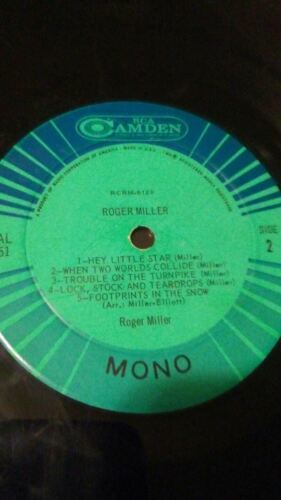 RCA
CAMDEN
ROGER MILLER
AL
51
SIDE
2
1-HEY LITTLE STAR (Miller)
2-WHEN TWO WORLDS COLLIDE (Miller)
3-TROUBLE ON THE TURNPIKE (Miller)
4-LOCK, STOCK AND TEARDROPS (Miller)
5-FOOTPRINTS IN THE SNOW
(Arr.: Miller-Elliott)
Roger Miller
MONO